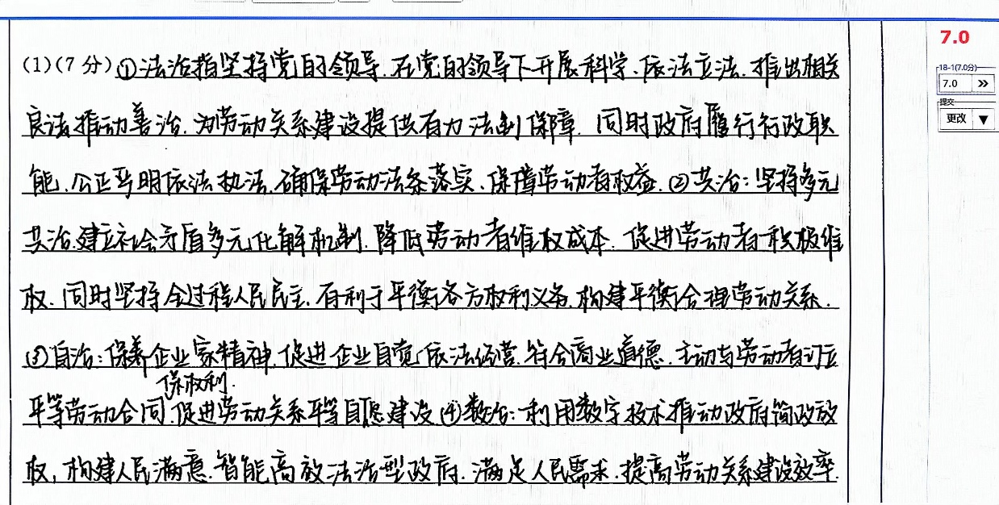 7.0
18-1(7.0分)
7.0 »
提交
更改 ▼
(1)(7分)①法治指坚持党的领导,在党的领导下开展科学、依法立法,推出相关
良法推动善治,为劳动关系建设提供有力法制保障,同时政府履行行政职
能,公正严明依法执法,确保劳动法条落实、保障劳动者权益.②共治:坚持多元
共治,建立社会矛盾多元化解机制,降低劳动者维权成本,促进劳动者积极维
权.同时坚持全过程人民民主,有利于平衡各方权利义务,构建平衡合理劳动关系.
③自治:保养企业家精神,促进企业自觉依法经营,符合商业道德,主动与劳动者订立
保权利.
平等劳动合同,促进劳动关系平等自愿建设④数治:利用数字技术推动政府简政放
权,构建人民满意、智能高效法治型政府,满足人民需求,提高劳动关系建设效率.